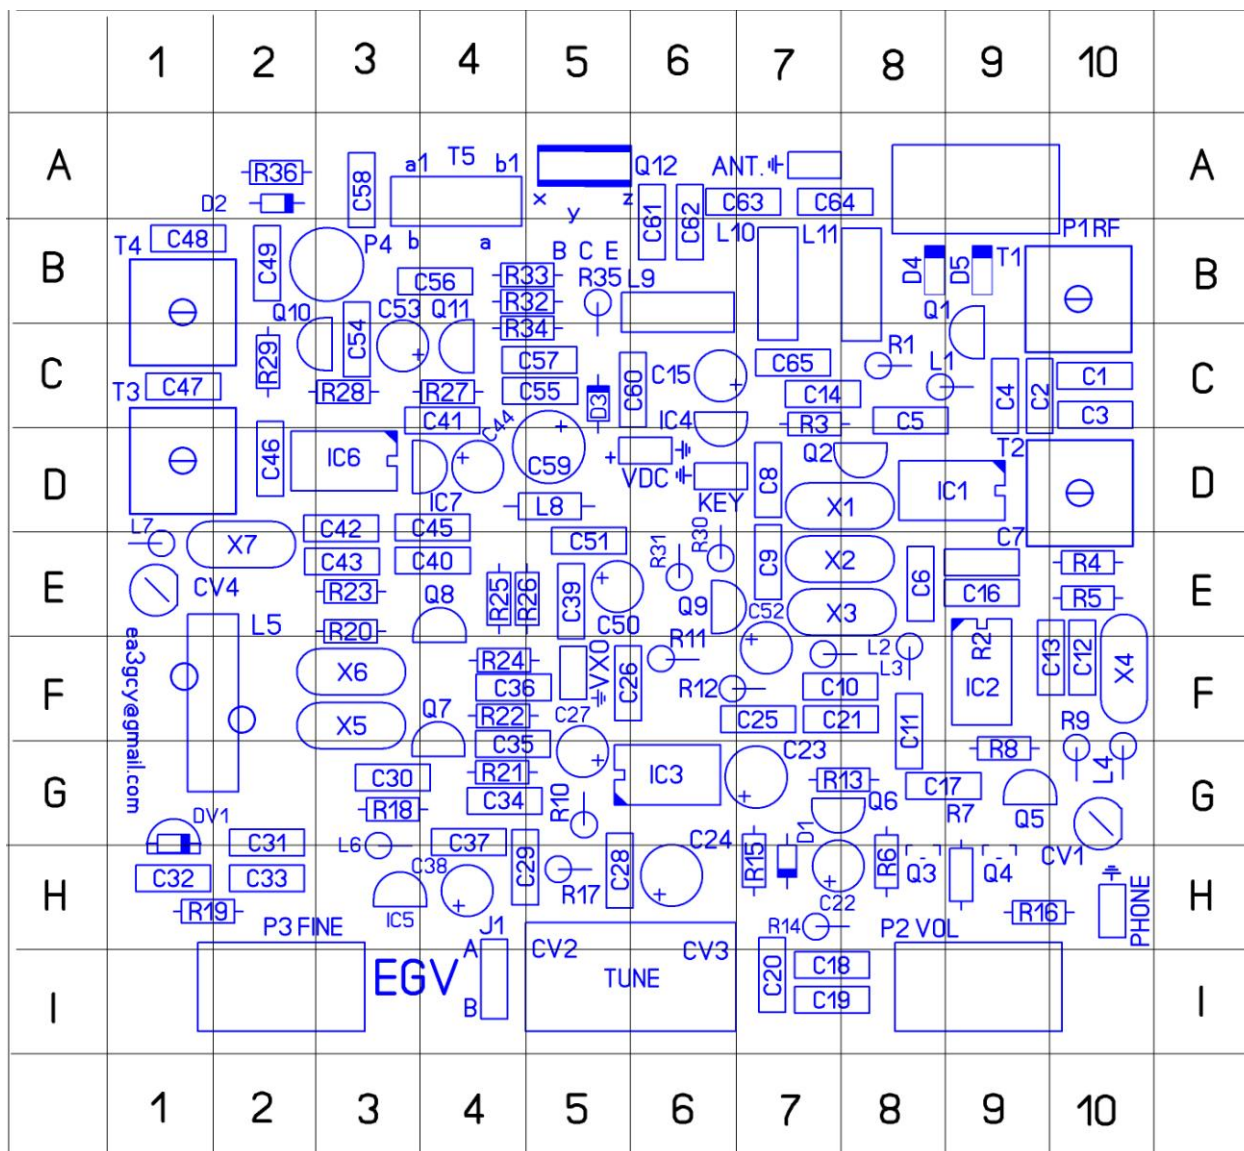 1 2 3 4 5 6 7 8 9 10
A R36 D2 C58 a1 T5 b1 x y z Q12 ANT. C61 C62 C63 C64 A
B T4 C48 C49 P4 b a C56 B C E R33 R32 R35 L9 L10 L11 D4 D5 T1 P1 RF B
Q10 C54 C53 Q11 R34 Q1
C R29 C57 C60 C15 C65 R1 L1 C4 C2 C1 C
T3 C47 R28 R27 C55 D3 C14
C41 C44 IC4 R3 C5 C3
D C46 IC6 IC7 + C59 + VDC KEY C8 Q2 IC1 T2 D
L8 X1
L7 X7 C42 C45 C51 R31 R30 X2 C7
E CV4 C43 C40 C39 C9 C6 C16 R4 E
R23 Q8 R25 R26 C50 Q9 C52 X3 R5
ea3gcy@gmail.com L5 R20 R24 VXO R11 L2 L3 R2 C13 C12 X4
F X6 C36 C26 R12 C10 IC2 F
X5 Q7 R22 C27 C25 C21 C11 R9
G C35 R21 IC3 C23 R8 L4 G
C30 R18 C34 R10 R13 Q6 C17 R7 Q5
DV1 C31 L6 C37 C24 D1 CV1
H C32 C33 C38 C29 R17 C28 R15 R6 Q3 Q4 H
R19 IC5 C22 R16 PHONE
P3 FINE J1 R14 P2 VOL
I EGV A CV2 CV3 C20 C18 I
B TUNE C19
1 2 3 4 5 6 7 8 9 10